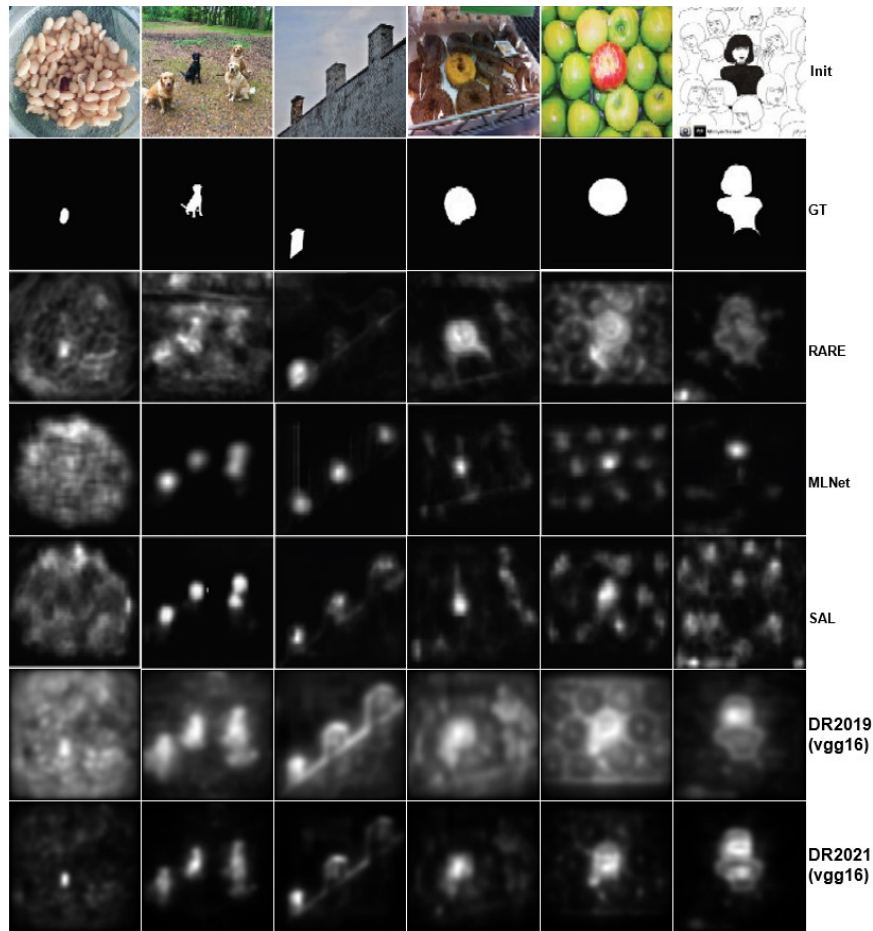 Init
GT
RARE
MLNet
SAL
DR2019
(vgg16)
DR2021
(vgg16)